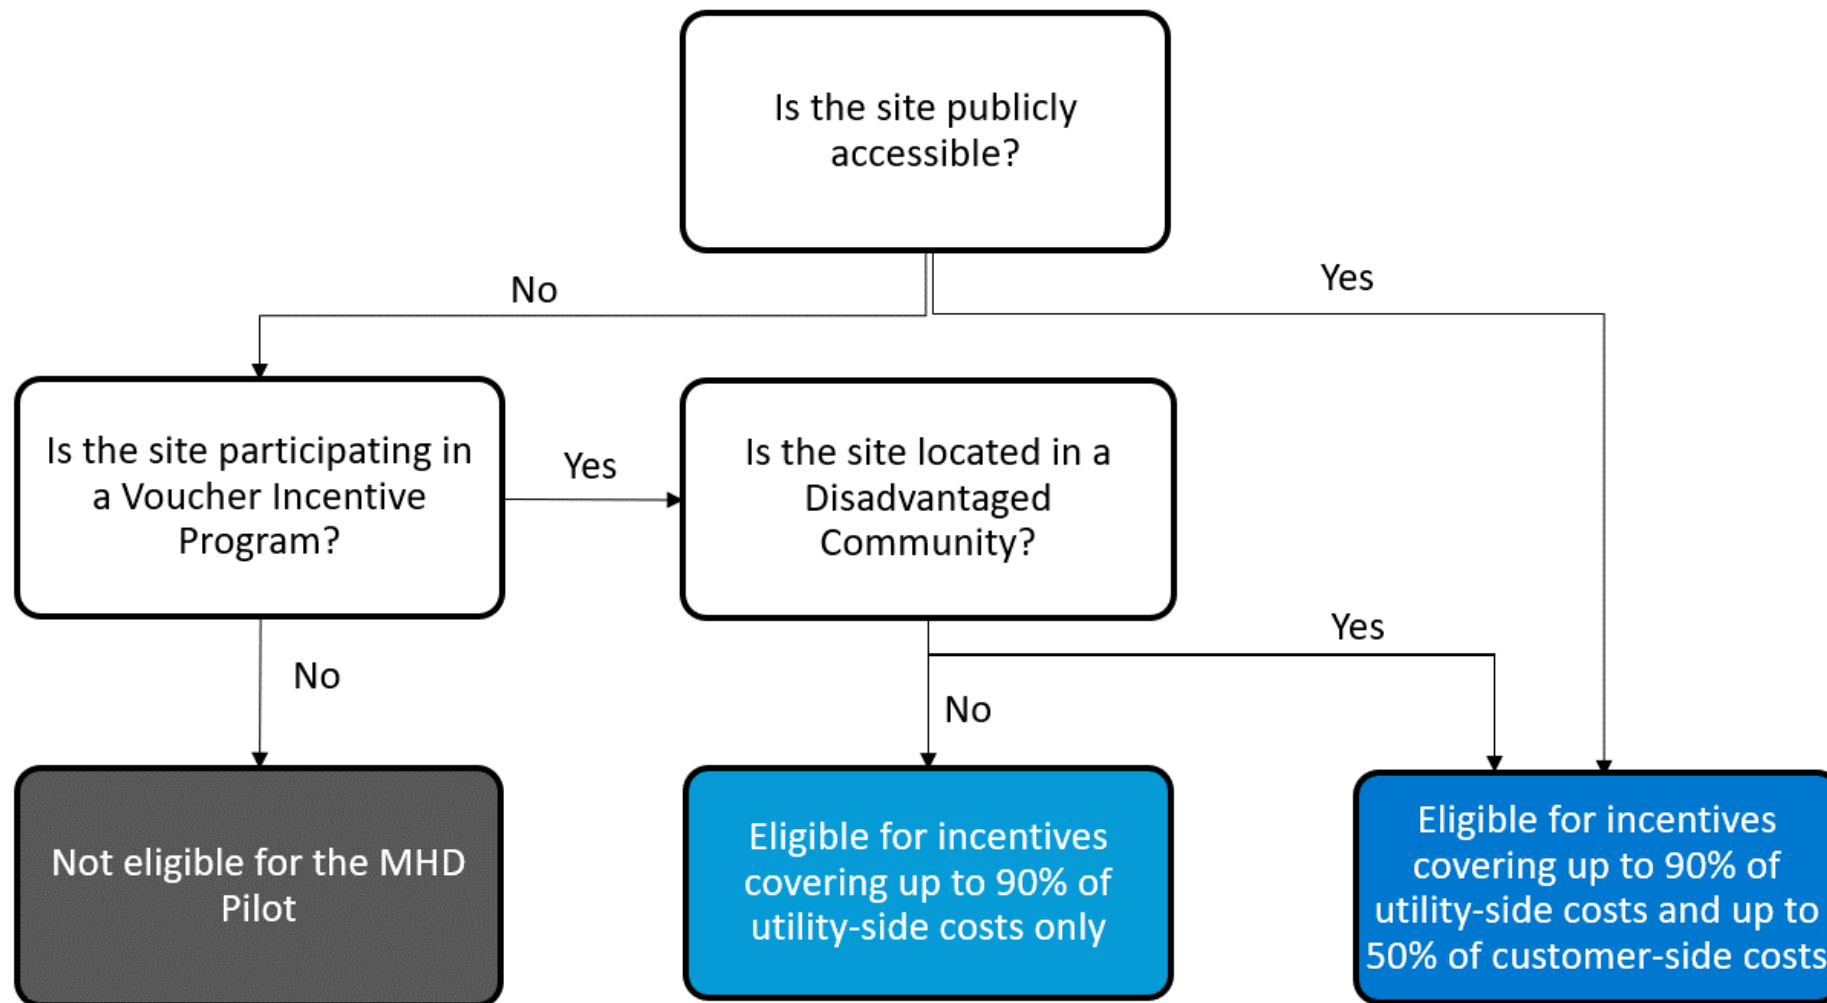 Is the site publicly
accessible?
No
Yes
Is the site participating in
a Voucher Incentive
Program?
Yes
Is the site located in a
Disadvantaged
Community?
Yes
No
No
Not eligible for the MHD
Pilot
Eligible for incentives
covering up to 90% of
utility-side costs only
Eligible for incentives
covering up to 90% of
utility-side costs and up to
50% of customer-side costs